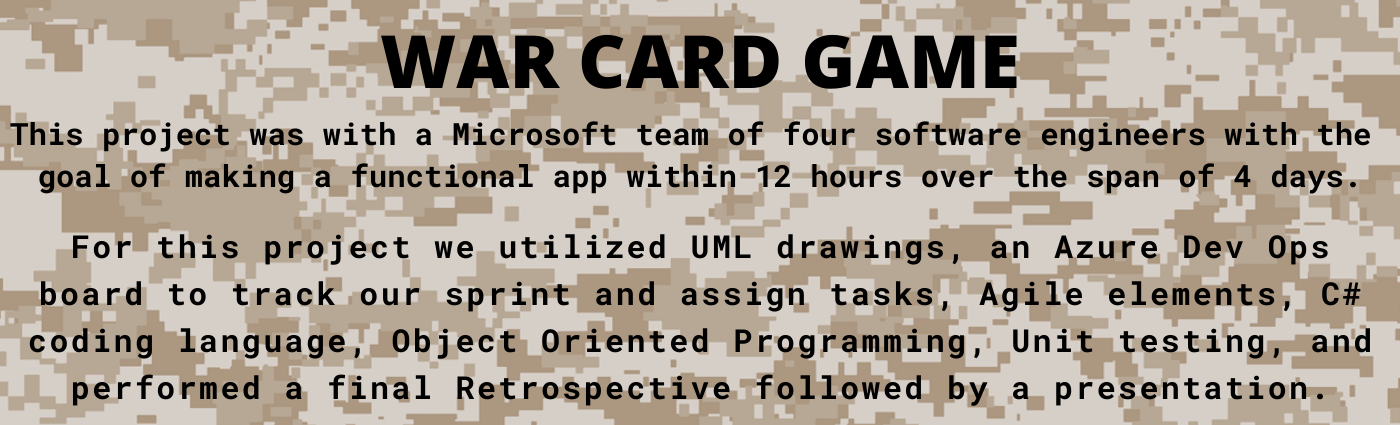 WAR CARD GAME
This project was with a Microsoft team of four software engineers with the
goal of making a functional app within 12 hours over the span of 4 days.
For this project we utilized UML drawings, an Azure Dev Ops
board to track our sprint and assign tasks, Agile elements, C#
coding language, Object Oriented Programming, Unit testing, and
performed a final Retrospective followed by a presentation.